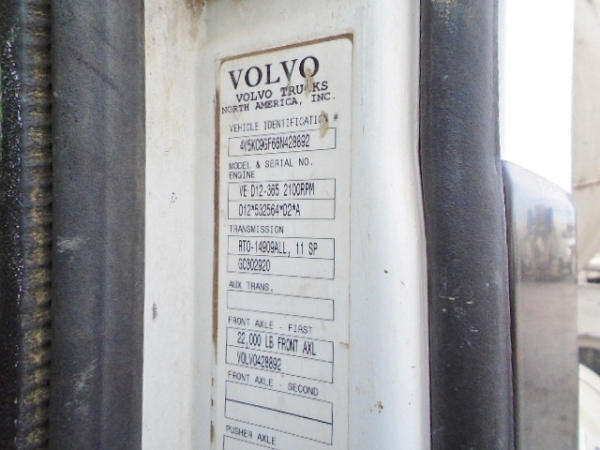 VOLVO
VOLVO TRUCKS
NORTH AMERICA, INC.
VEHICLE IDENTIFICATION #
4V5KC9GF66N428892
MODEL & SERIAL NO.
ENGINE
VE D12-365 2100RPM
D12*532564*D2*A
TRANSMISSION
RTO-14909ALL, 11 SP
GC302920
AUX TRANS.
FRONT AXLE - FIRST
22,000 LB FRONT AXL
VOLVO428892
FRONT AXLE - SECOND
PUSHER AXLE